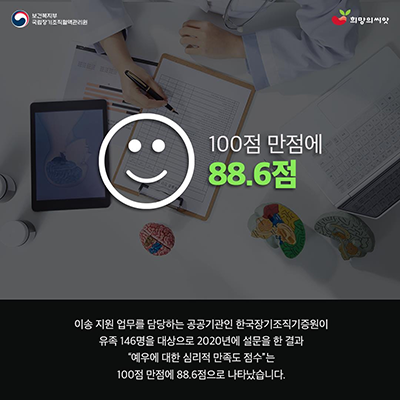 보건복지부
국립장기조직혈액관리원
희망의씨앗
100점 만점에
88.6점
이송 지원 업무를 담당하는 공공기관인 한국장기조직기증원이
유족 146명을 대상으로 2020년에 설문을 한 결과
“예우에 대한 심리적 만족도 점수”는
100점 만점에 88.6점으로 나타났습니다.